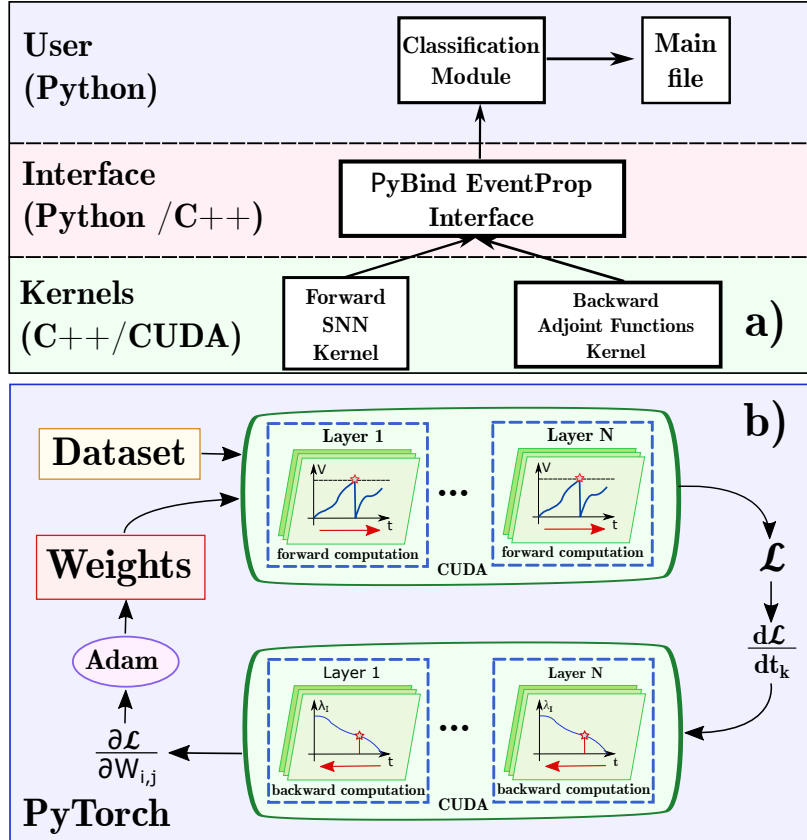 User
(Python)
Classification
Module
Main
file
Interface
(Python /C++)
PyBind EventProp
Interface
Kernels
(C++/CUDA)
Forward
SNN
Kernel
Backward
Adjoint Functions
Kernel
a)
b)
Dataset
Layer 1
V
t
forward computation
...
Layer N
V
t
forward computation
CUDA
Weights
ℒ
dℒ
dt_k
Adam
Layer 1
λ_I
t
backward computation
...
Layer N
λ_I
t
backward computation
CUDA
∂ℒ
∂W_{i,j}
PyTorch